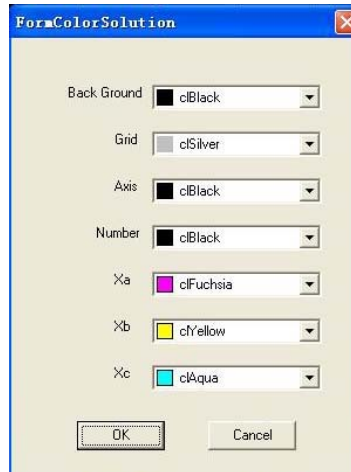 FormColorSolution
Back Ground clBlack
Grid clSilver
Axis clBlack
Number clBlack
Xa clFuchsia
Xb clYellow
Xc clAqua
OK Cancel